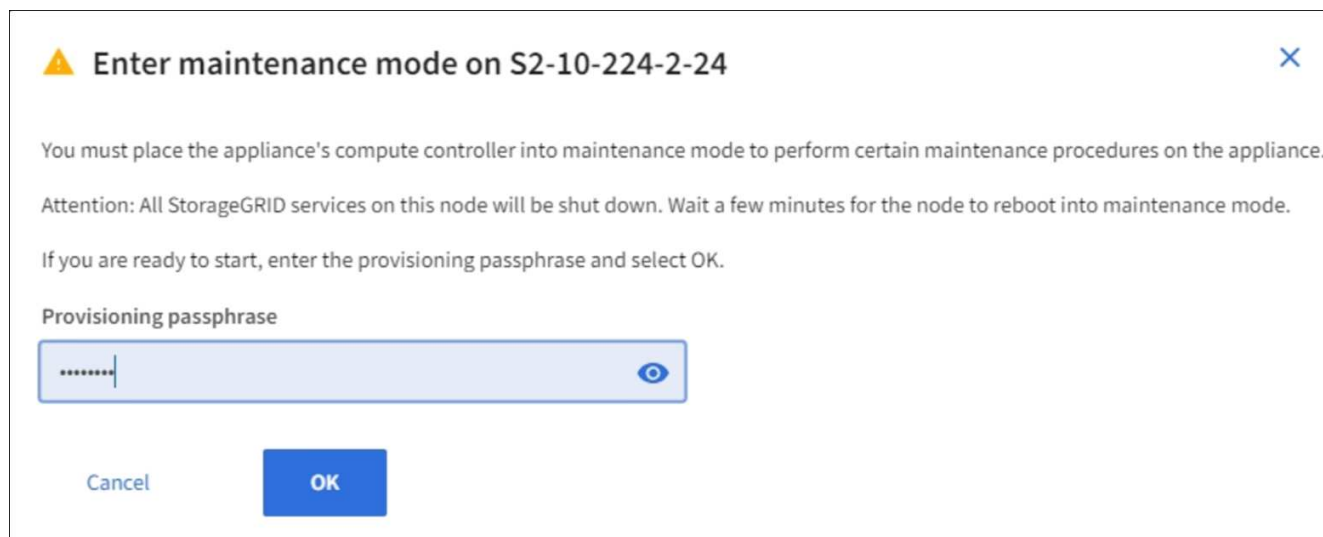 Enter maintenance mode on S2-10-224-2-24
You must place the appliance's compute controller into maintenance mode to perform certain maintenance procedures on the appliance.
Attention: All StorageGRID services on this node will be shut down. Wait a few minutes for the node to reboot into maintenance mode.
If you are ready to start, enter the provisioning passphrase and select OK.
Provisioning passphrase
••••••••
Cancel
OK